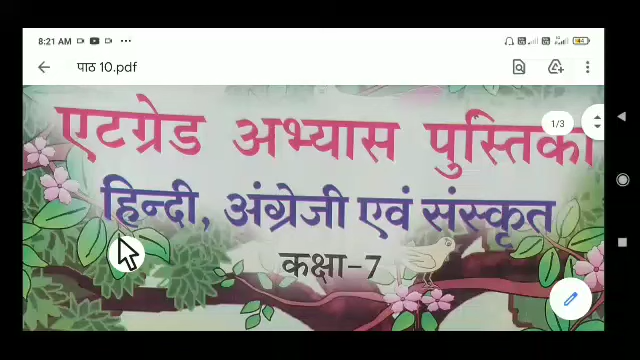 8:21 AM
पाठ 10.pdf
1/3
एटग्रेड अभ्यास पुस्तिका
हिन्दी, अंग्रेजी एवं संस्कृत
कक्षा-7